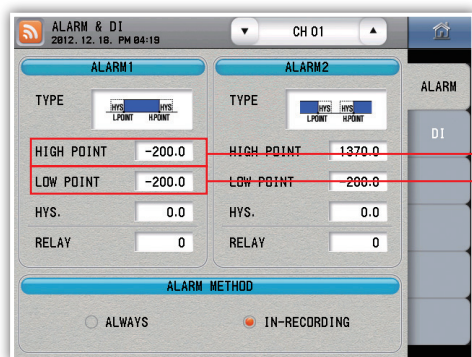 ALARM & DI
2012. 12. 18. PM 04:19
CH 01
ALARM1
TYPE
HYS HYS
L.POINT H.POINT
HIGH POINT -200.0
LOW POINT -200.0
HYS. 0.0
RELAY 0
ALARM2
TYPE
HYS HYS
L.POINT H.POINT
HIGH POINT 1370.0
LOW POINT -200.0
HYS. 0.0
RELAY 0
ALARM METHOD
ALWAYS
IN-RECORDING
ALARM
DI